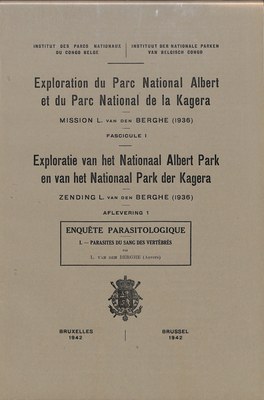 INSTITUT DES PARCS NATIONAUX
DU CONGO BELGE
INSTITUUT DER NATIONALE PARKEN
VAN BELGISCH CONGO
Exploration du Parc National Albert
et du Parc National de la Kagera
MISSION L. VAN DEN BERGHE (1936)
FASCICULE I
Exploratie van het Nationaal Albert Park
en van het Nationaal Park der Kagera
ZENDING L. VAN DEN BERGHE (1936)
AFLEVERING 1
ENQUÊTE PARASITOLOGIQUE
I. — PARASITES DU SANG DES VERTÉBRÉS
PAR
L. VAN DEN BERGHE (Anvers)
BRUXELLES
1942
BRUSSEL
1942